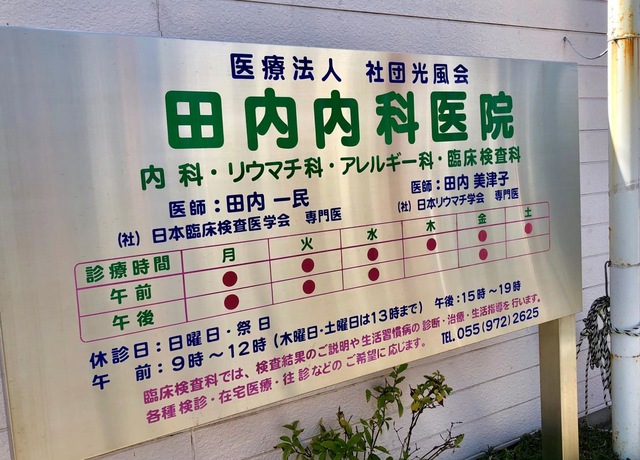 医療法人 社団光風会
田内内科医院
内科・リウマチ科・アレルギー科・臨床検査科
医師：田内 一民 医師：田内 美津子
（社）日本臨床検査医学会 専門医 （社）日本リウマチ学会 専門医
診療時間 月 火 水 木 金 土
午前 ● ● ● ● ● ●
午後 ● ● ● ●
休診日：日曜日・祭日
午 前：9時～12時（木曜日・土曜日は13時まで） 午後：15時～19時
臨床検査科では、検査結果のご説明や生活習慣病の診断・治療・生活指導を行います。
各種検診・在宅医療・往診などのご希望に応じます。 TEL.055(972)2625